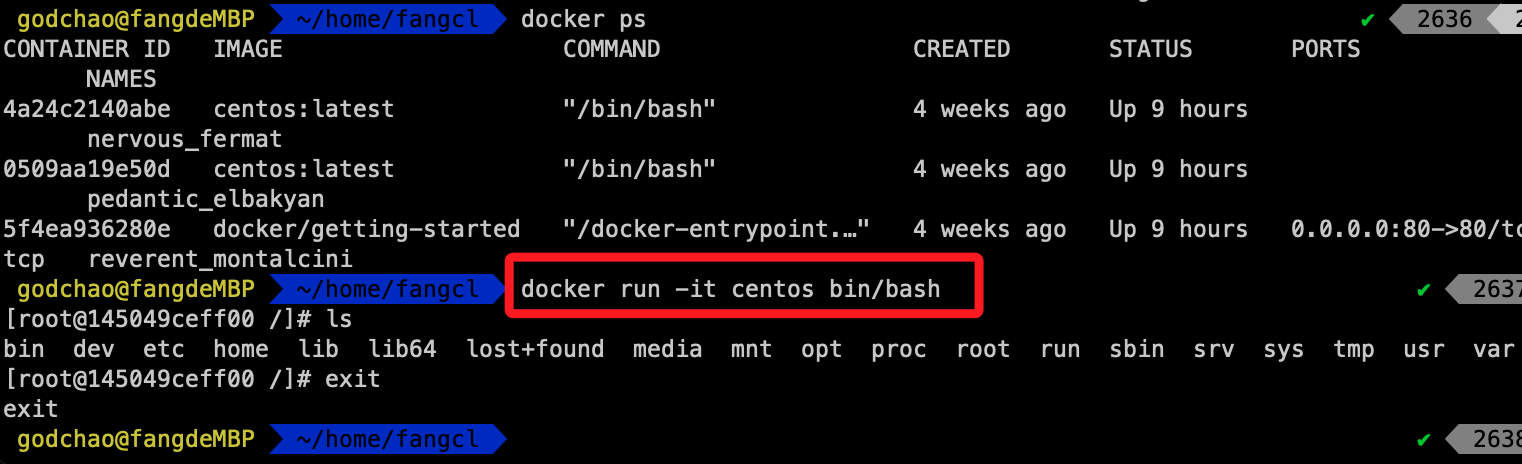 godchao@fangdeMBP ~/home/fangcl docker ps ✔ 2636
CONTAINER ID IMAGE COMMAND CREATED STATUS PORTS
NAMES
4a24c2140abe centos:latest "/bin/bash" 4 weeks ago Up 9 hours
nervous_fermat
0509aa19e50d centos:latest "/bin/bash" 4 weeks ago Up 9 hours
pedantic_elbakyan
5f4ea936280e docker/getting-started "/docker-entrypoint.…" 4 weeks ago Up 9 hours 0.0.0.0:80->80/tc
tcp reverent_montalcini
godchao@fangdeMBP ~/home/fangcl docker run -it centos bin/bash ✔ 2637
[root@145049ceff00 /]# ls
bin dev etc home lib lib64 lost+found media mnt opt proc root run sbin srv sys tmp usr var
[root@145049ceff00 /]# exit
exit
godchao@fangdeMBP ~/home/fangcl ✔ 2638